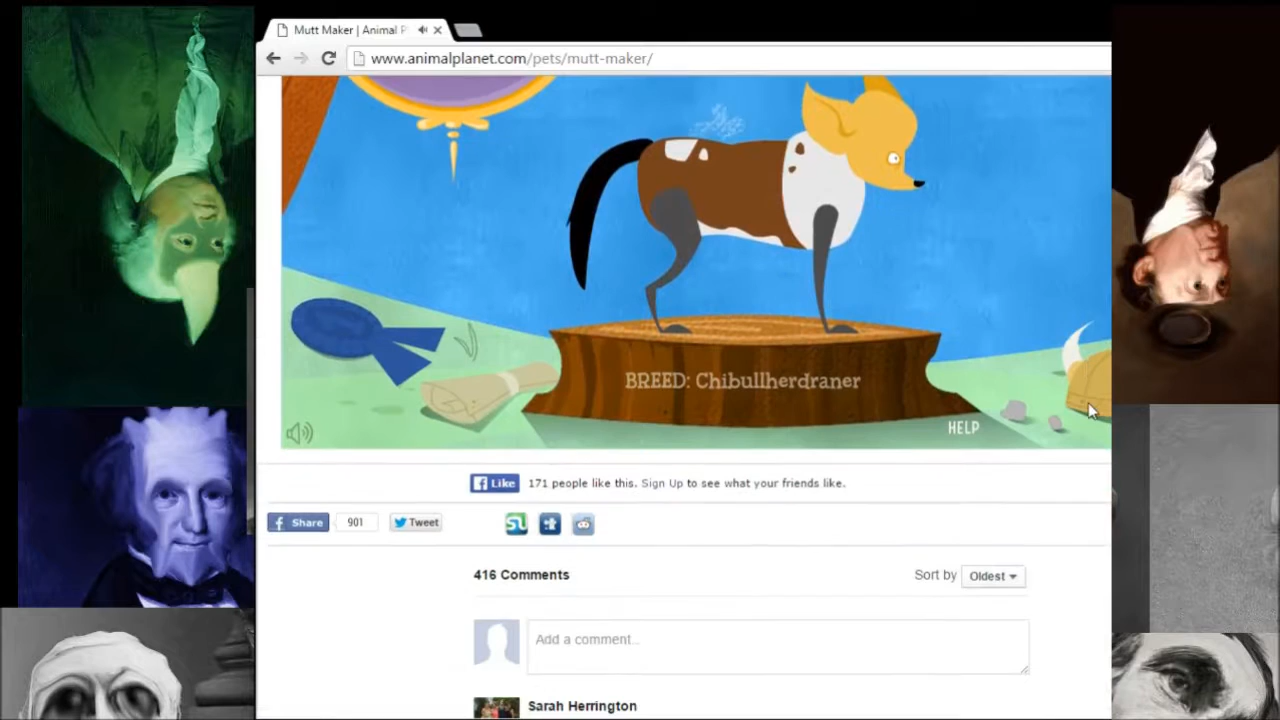 Mutt Maker | Animal P
www.animalplanet.com/pets/mutt-maker/
BREED: Chibullherdraner
HELP
Like 171 people like this. Sign Up to see what your friends like.
Share 901 Tweet
416 Comments Sort by Oldest
Add a comment...
Sarah Herrington